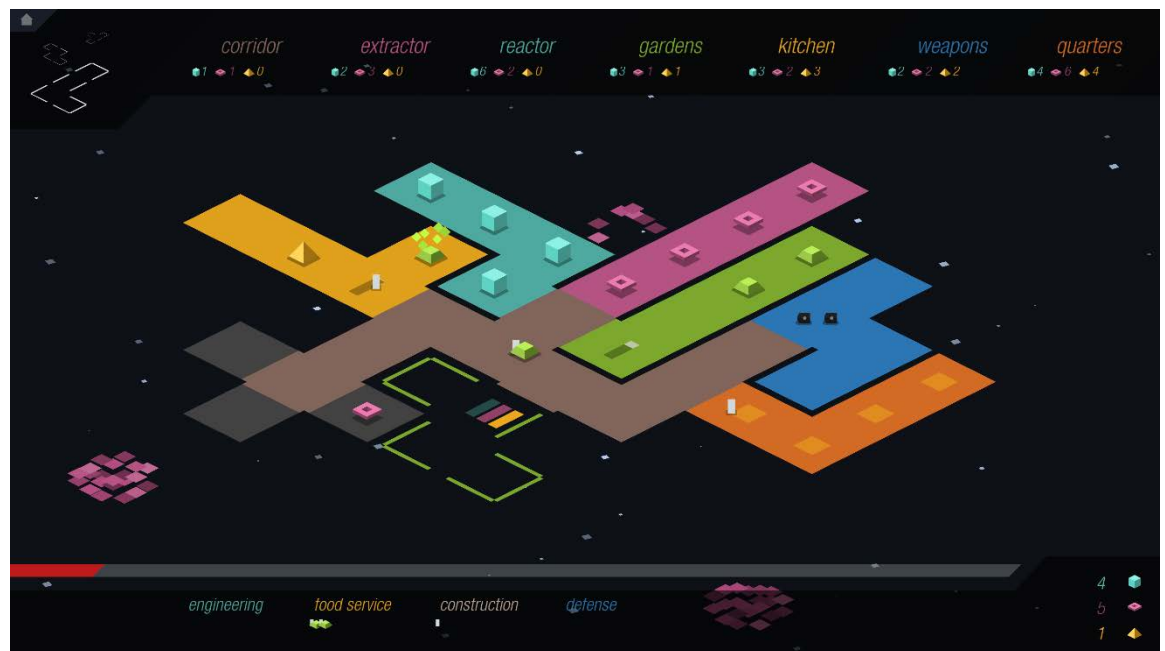 corridor extractor reactor gardens kitchen weapons quarters
1 1 0 2 3 0 6 2 0 3 1 1 3 2 3 2 2 2 4 6 4
4
engineering food service construction defense
5
1